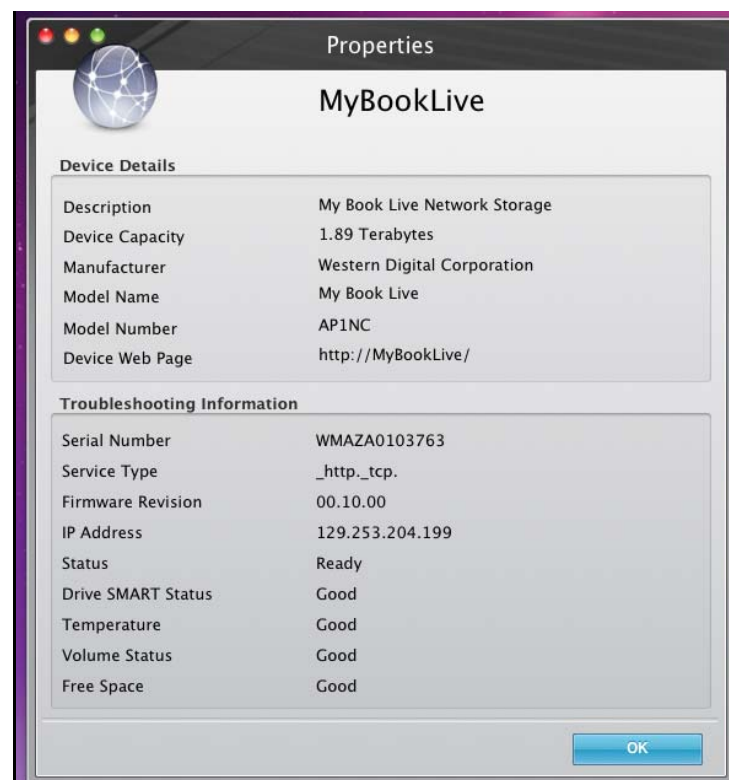 Properties
MyBookLive
Device Details
Description My Book Live Network Storage
Device Capacity 1.89 Terabytes
Manufacturer Western Digital Corporation
Model Name My Book Live
Model Number AP1NC
Device Web Page http://MyBookLive/
Troubleshooting Information
Serial Number WMAZA0103763
Service Type _http._tcp.
Firmware Revision 00.10.00
IP Address 129.253.204.199
Status Ready
Drive SMART Status Good
Temperature Good
Volume Status Good
Free Space Good
OK